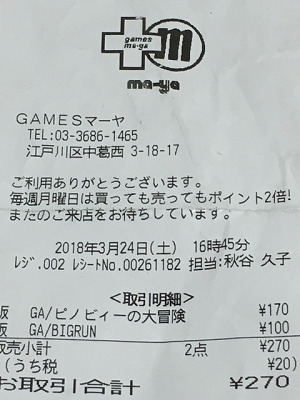 games
ma-ga
m
ma-ya
GAMESマーヤ
TEL:03-3686-1465
江戸川区中葛西 3-18-17
ご利用ありがとうございます。
毎週月曜日は買っても売ってもポイント2倍!
またのご来店をお待ちしています。
2018年3月24日(土) 16時45分
レジ.002 レシートNo.00261182 担当:秋谷 久子
<取引明細>
販 GA/ピノビィーの大冒険 ¥170
販 GA/BIGRUN ¥100
販売小計 2点 ¥270
(うち税 ¥20)
お取引合計 ¥270